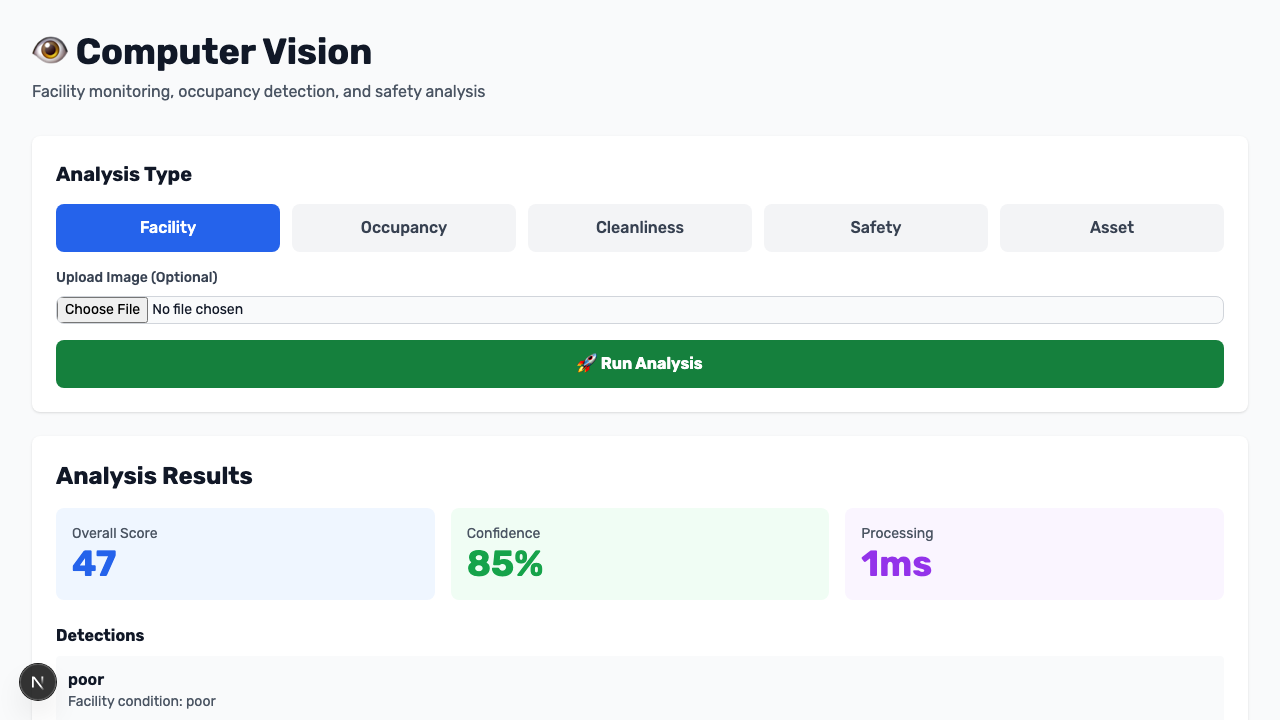 Computer Vision
Facility monitoring, occupancy detection, and safety analysis
Analysis Type
Facility
Occupancy
Cleanliness
Safety
Asset
Upload Image (Optional)
Choose File No file chosen
🚀 Run Analysis
Analysis Results
Overall Score
47
Confidence
85%
Processing
1ms
Detections
poor
Facility condition: poor
N